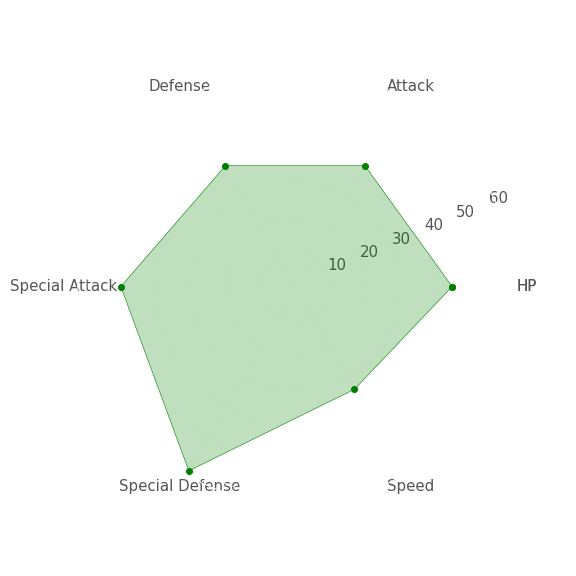 Defense
Attack
60
50
40
30
20
10
Special Attack
HP
Special Defense
Speed